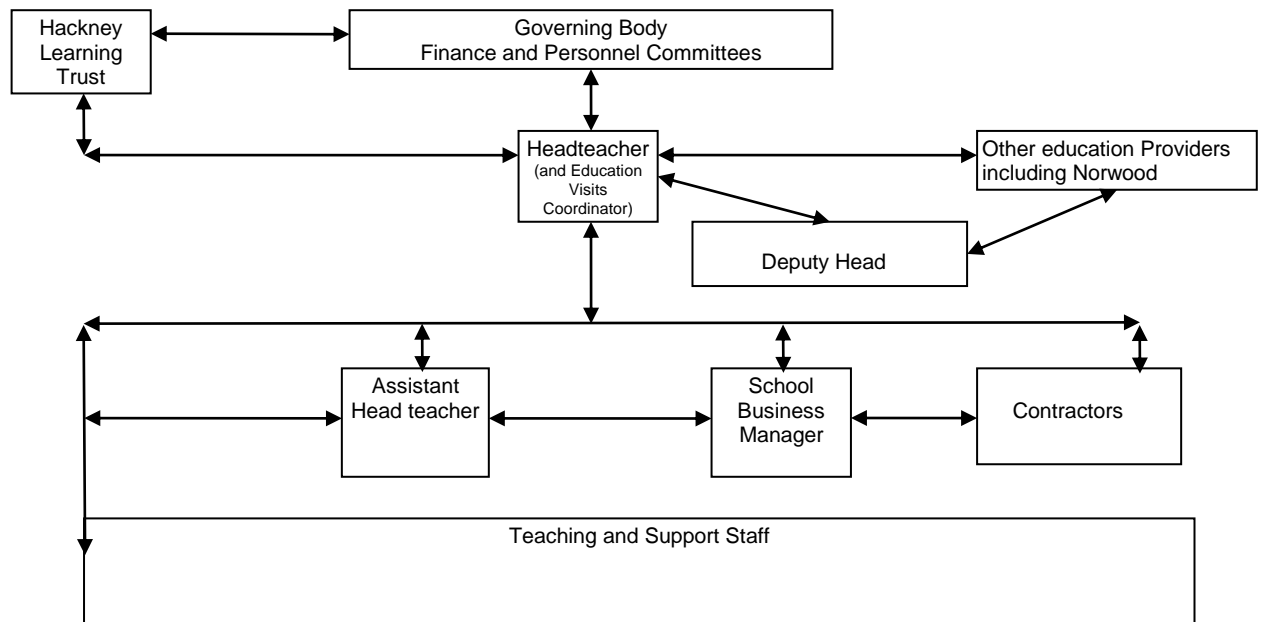 Hackney
Learning
Trust
Governing Body
Finance and Personnel Committees
Headteacher
(and Education
Visits
Coordinator)
Other education Providers
including Norwood
Deputy Head
Assistant
Head teacher
School
Business
Manager
Contractors
Teaching and Support Staff